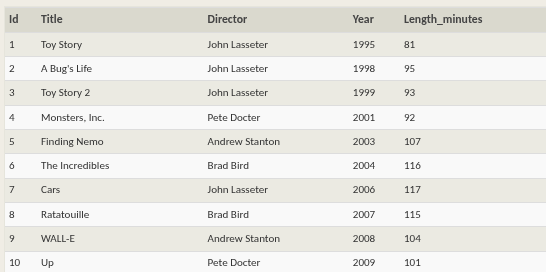 Id Title Director Year Length_minutes
1 Toy Story John Lasseter 1995 81
2 A Bug's Life John Lasseter 1998 95
3 Toy Story 2 John Lasseter 1999 93
4 Monsters, Inc. Pete Docter 2001 92
5 Finding Nemo Andrew Stanton 2003 107
6 The Incredibles Brad Bird 2004 116
7 Cars John Lasseter 2006 117
8 Ratatouille Brad Bird 2007 115
9 WALL-E Andrew Stanton 2008 104
10 Up Pete Docter 2009 101